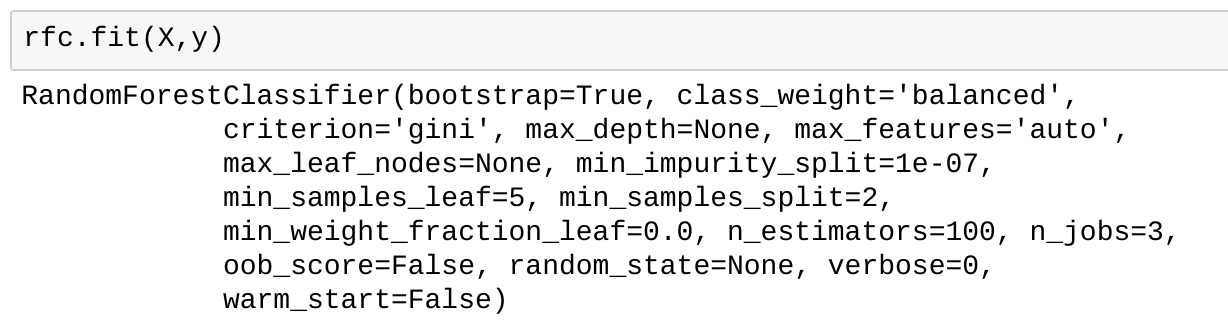 rfc.fit(X,y)
RandomForestClassifier(bootstrap=True, class_weight='balanced',
criterion='gini', max_depth=None, max_features='auto',
max_leaf_nodes=None, min_impurity_split=1e-07,
min_samples_leaf=5, min_samples_split=2,
min_weight_fraction_leaf=0.0, n_estimators=100, n_jobs=3,
oob_score=False, random_state=None, verbose=0,
warm_start=False)